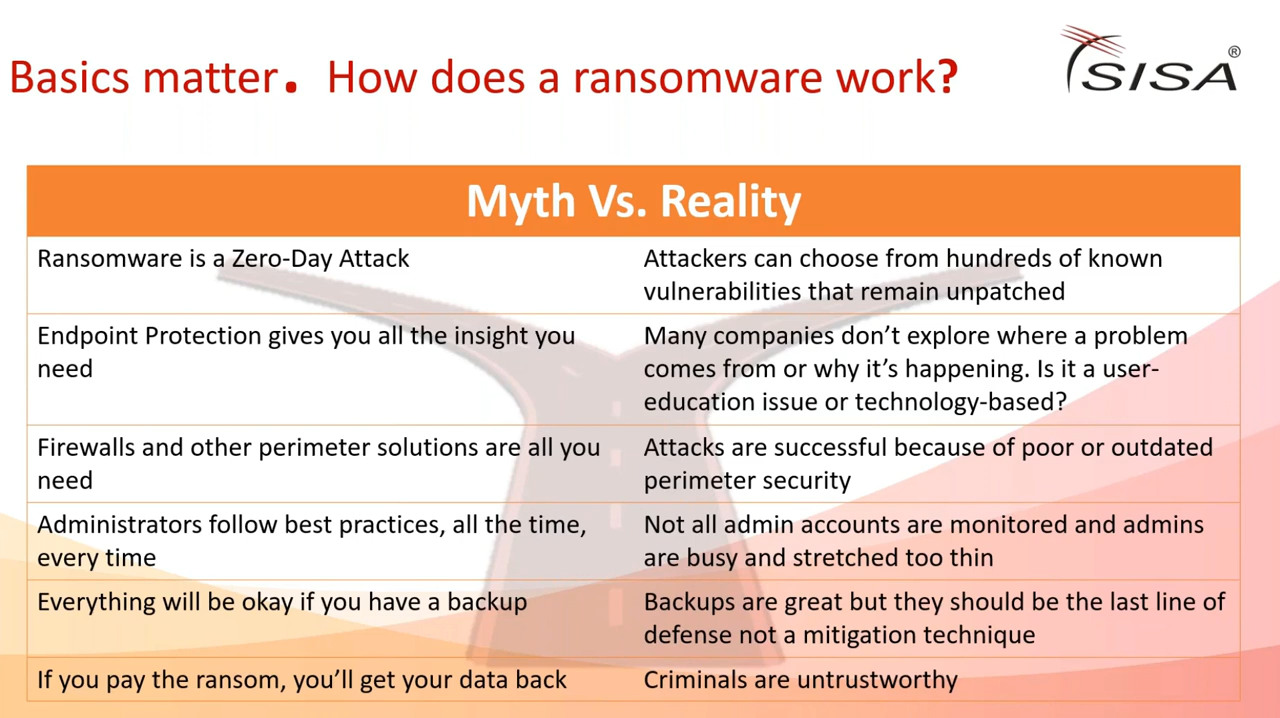 Basics matter. How does a ransomware work?
SISA®
Myth Vs. Reality
Ransomware is a Zero-Day Attack
Attackers can choose from hundreds of known
vulnerabilities that remain unpatched
Endpoint Protection gives you all the insight you
need
Many companies don’t explore where a problem
comes from or why it’s happening. Is it a user-
education issue or technology-based?
Firewalls and other perimeter solutions are all you
need
Attacks are successful because of poor or outdated
perimeter security
Administrators follow best practices, all the time,
every time
Not all admin accounts are monitored and admins
are busy and stretched too thin
Everything will be okay if you have a backup
Backups are great but they should be the last line of
defense not a mitigation technique
If you pay the ransom, you’ll get your data back
Criminals are untrustworthy